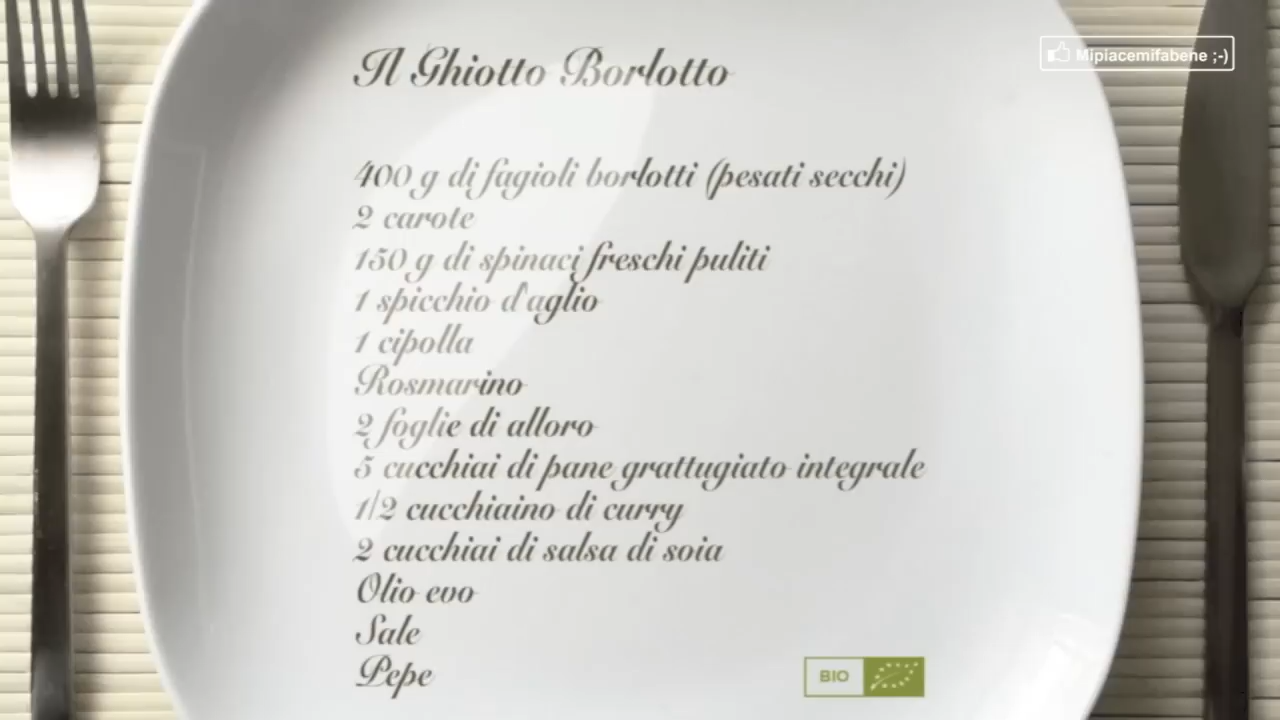 Mipiacemifabene ;-)
Il Ghiotto Borlotto
400 g di fagioli borlotti (pesati secchi)
2 carote
150 g di spinaci freschi puliti
1 spicchio d'aglio
1 cipolla
Rosmarino
2 foglie di alloro
5 cucchiai di pane grattugiato integrale
1/2 cucchiaino di curry
2 cucchiai di salsa di soia
Olio evo
Sale
Pepe
BIO